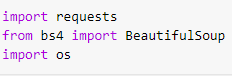 import requests
from bs4 import BeautifulSoup
import os